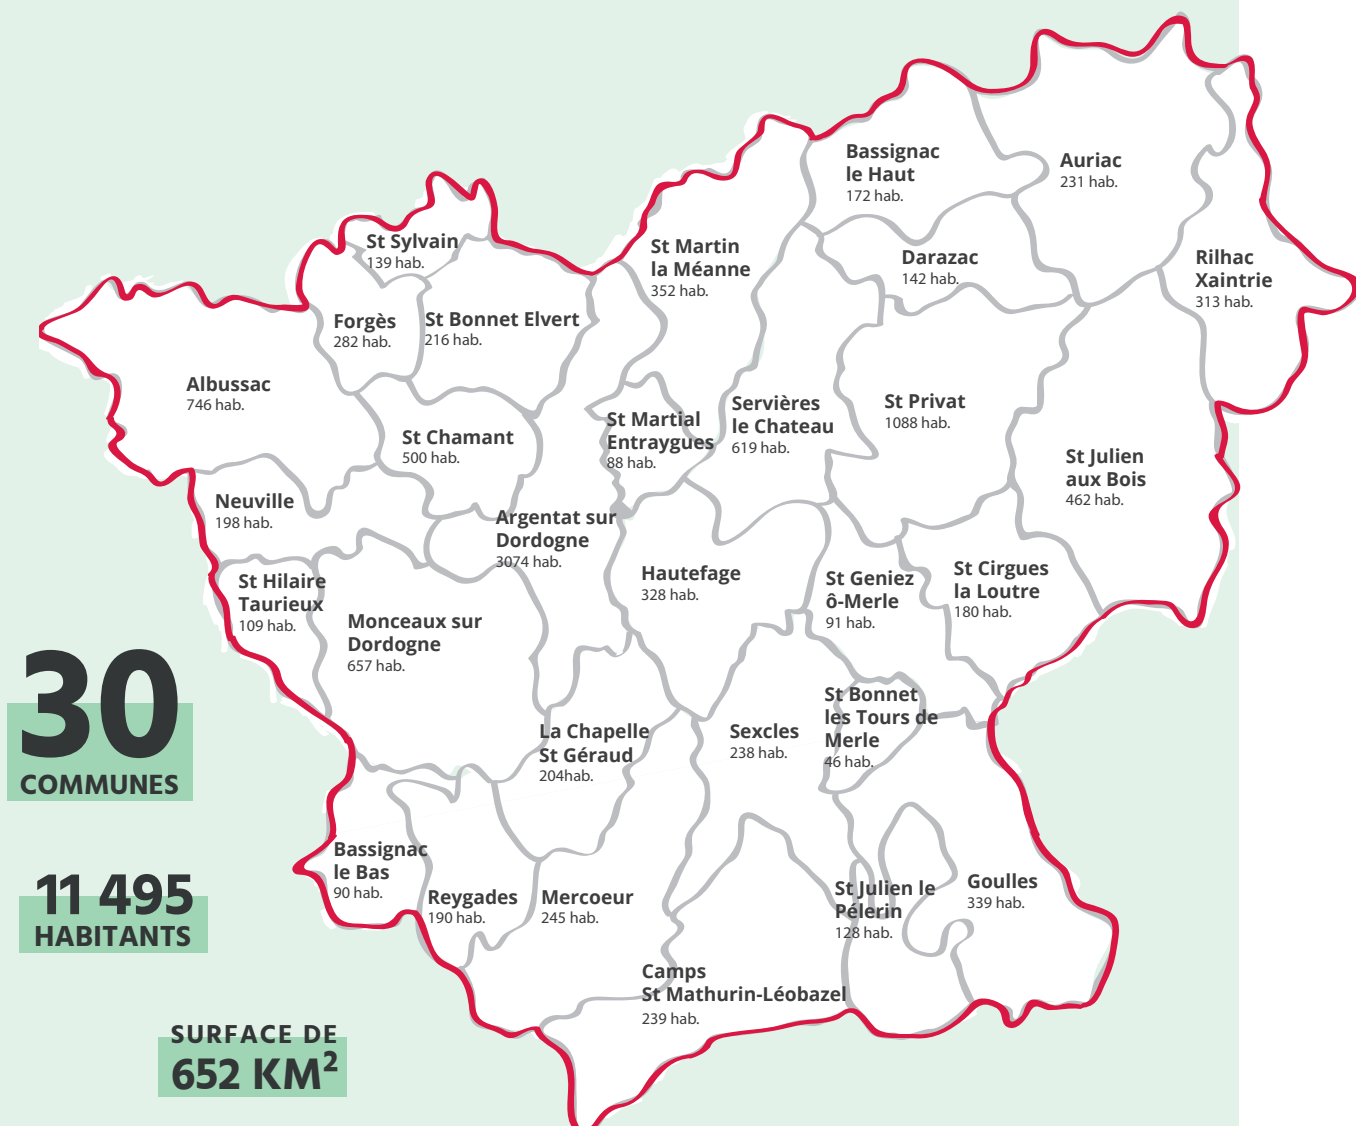 Bassignac
le Haut
172 hab.
Auriac
231 hab.
St Sylvain
139 hab.
St Martin
la Méanne
352 hab.
Darazac
142 hab.
Rilhac
Xaintrie
313 hab.
Forgès
282 hab.
St Bonnet Elvert
216 hab.
Albussac
746 hab.
St Chamant
500 hab.
St Martial
Entraygues
88 hab.
Servières
le Chateau
619 hab.
St Privat
1088 hab.
St Julien
aux Bois
462 hab.
Neuville
198 hab.
Argentat sur
Dordogne
3074 hab.
St Hilaire
Taurieux
109 hab.
Monceaux sur
Dordogne
657 hab.
Hautefage
328 hab.
St Geniez
ô-Merle
91 hab.
St Cirgues
la Loutre
180 hab.
30
COMMUNES
La Chapelle
St Géraud
204hab.
Sexcles
238 hab.
St Bonnet
les Tours de
Merle
46 hab.
Bassignac
le Bas
90 hab.
Reygades
190 hab.
Mercoeur
245 hab.
St Julien le
Pélerin
128 hab.
Goulles
339 hab.
11 495
HABITANTS
Camps
St Mathurin-Léobazel
239 hab.
SURFACE DE
652 KM²